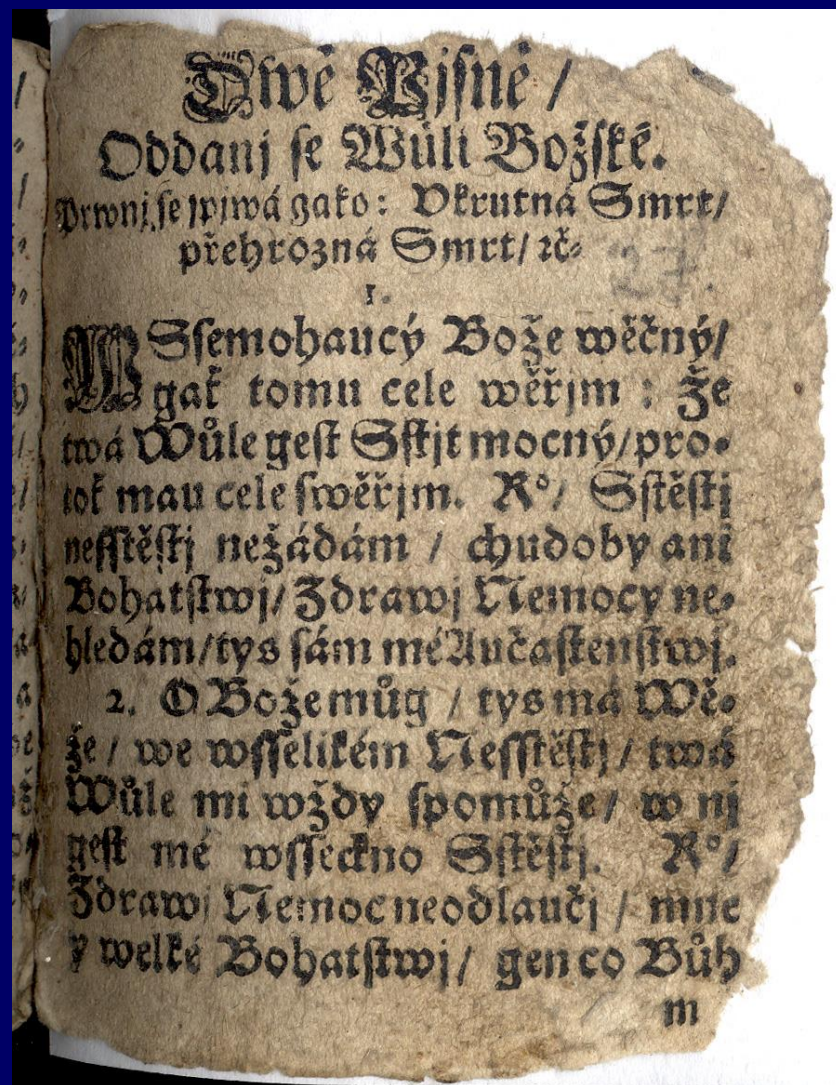 Dwě Pjsně /
Oddanj se Wůli Božské.
Prwnj se zpjwá gako: Vkrutná Smrt/
přehrozná Smrt/ ꝛč⸗
27.
1.
WSsemohaucý Bože wěčný/
gak tomu cele wěřjm : Že
twá Wůle gest Sstjt mocný/pro⸗
tok mau cele swěřjm. R°/ Sstěstj
nesstěstj nežádám / chudoby ani
Bohatstwj/ Zdrawj Nemocy ne⸗
hledám/tys sám mé Aučastenstwj.
2. O Bože můg / tys má Wě⸗
že / we wsselikém Nesstěstj / twá
Wůle mi wždy spomůže / w nj
gest mé wsseckno Sstěstj. R°/
Zdrawj Nemoc neodlaučj / mne
y welké Bohatstwj / gen co Bůh
m